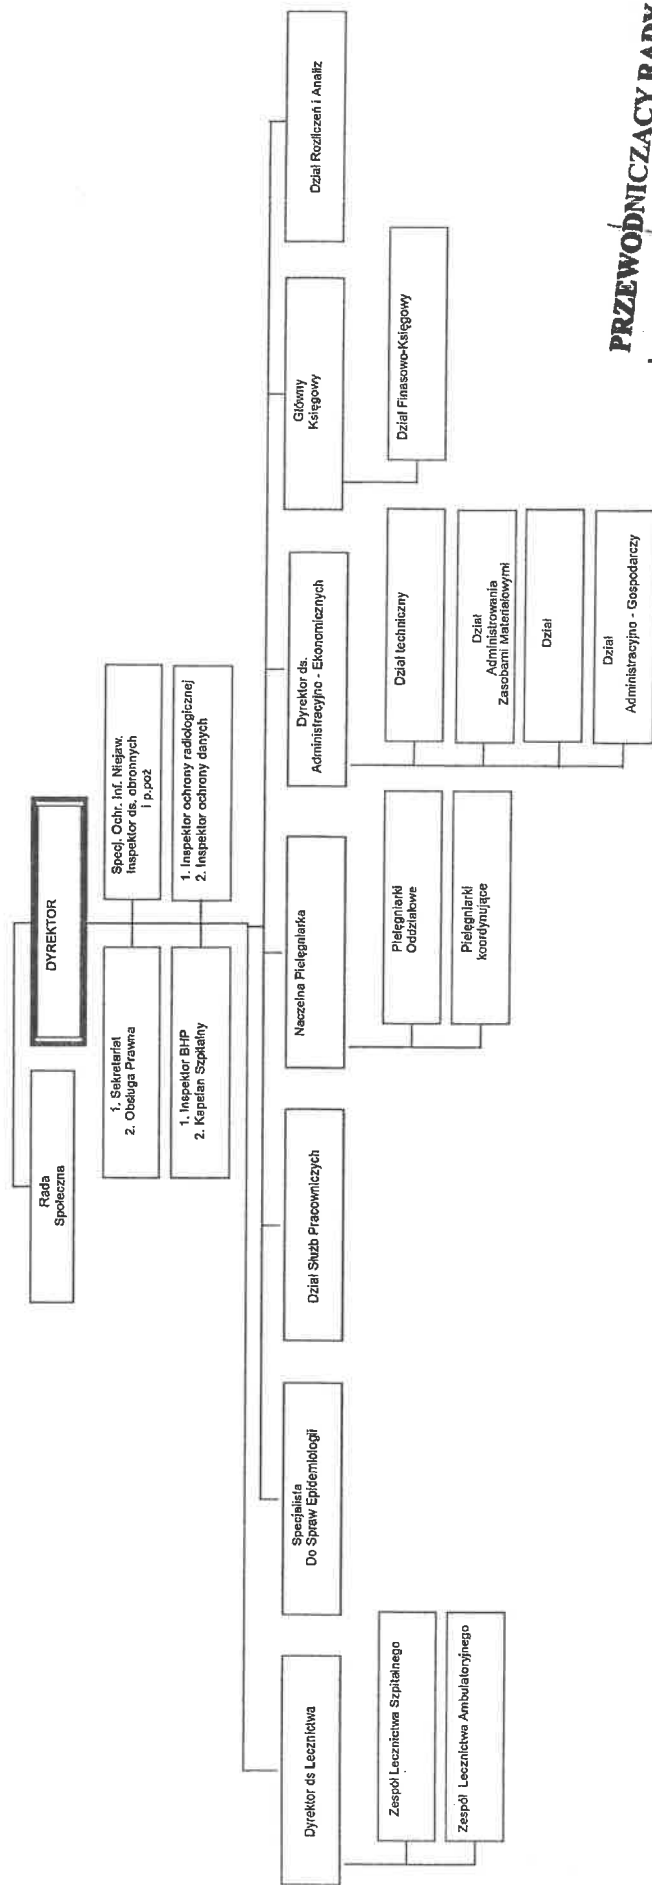 DYREKTOR
Rada
Społeczna
1. Sekretariat
2. Obsługa Prawna
Specj. Ochr. Inf. Niejaw.
Inspektor ds. obronnych
i p.poż
1. Inspektor BHP
2. Kapelan Szpitalny
1. Inspektor ochrony radiologicznej
2. Inspektor ochrony danych
Dyrektor ds Lecznictwa
Specjalista
Do Spraw Epidemiologii
Dział Służb Pracowniczych
Naczelna Pielęgniarka
Dyrektor ds.
Administracyjno - Ekonomicznych
Główny
Księgowy
Dział Rozliczeń i Analiz
Zespół Lecznictwa Szpitalnego
Zespół Lecznictwa Ambulatoryjnego
Pielęgniarki
Oddziałowe
Pielęgniarki
koordynujące
Dział techniczny
Dział
Administrowania
Zasobami Materiałowymi
Dział
Dział
Administracyjno - Gospodarczy
Dział Finasowo-Księgowy
PRZEWODNICZĄCY RADY